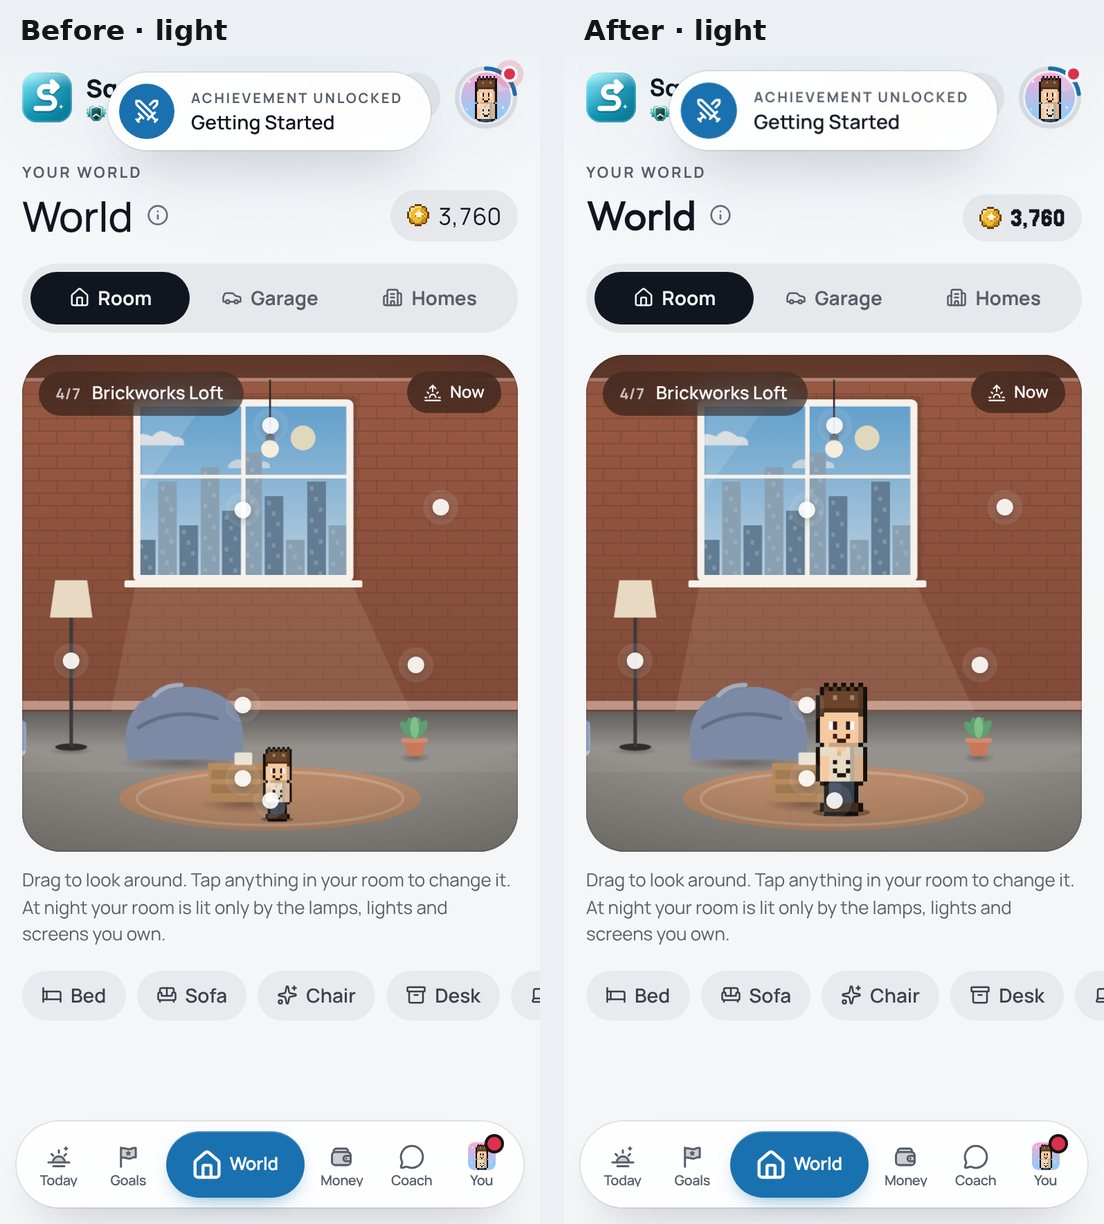 Before · light
After · light
ACHIEVEMENT UNLOCKED
Getting Started
YOUR WORLD
World
3,760
Room
Garage
Homes
4/7 Brickworks Loft
Now
Drag to look around. Tap anything in your room to change it.
At night your room is lit only by the lamps, lights and
screens you own.
Bed
Sofa
Chair
Desk
Today
Goals
World
Money
Coach
You
ACHIEVEMENT UNLOCKED
Getting Started
YOUR WORLD
World
3,760
Room
Garage
Homes
4/7 Brickworks Loft
Now
Drag to look around. Tap anything in your room to change it.
At night your room is lit only by the lamps, lights and
screens you own.
Bed
Sofa
Chair
Desk
Today
Goals
World
Money
Coach
You